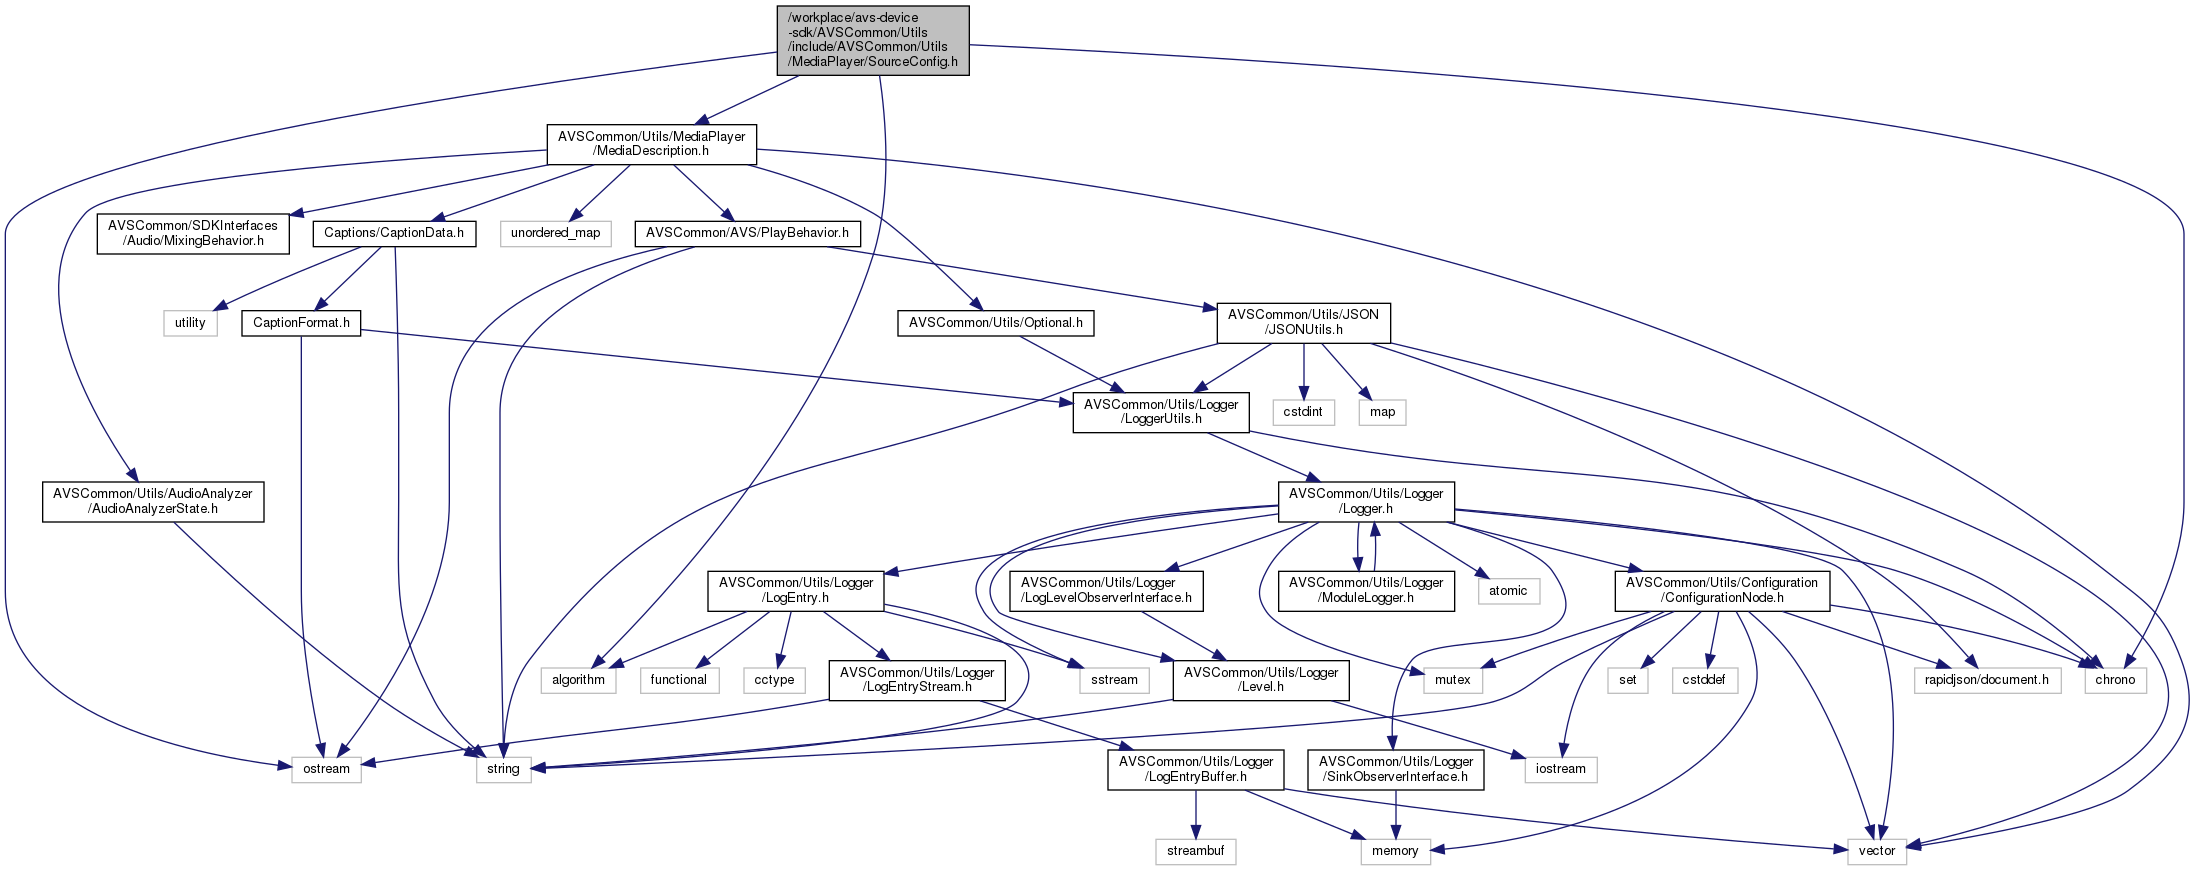 /workplace/avs-device
-sdk/AVSCommon/Utils
/include/AVSCommon/Utils
/MediaPlayer/SourceConfig.h
AVSCommon/Utils/MediaPlayer
/MediaDescription.h
AVSCommon/SDKInterfaces
/Audio/MixingBehavior.h
Captions/CaptionData.h
unordered_map
AVSCommon/AVS/PlayBehavior.h
utility
CaptionFormat.h
AVSCommon/Utils/Optional.h
AVSCommon/Utils/JSON
/JSONUtils.h
AVSCommon/Utils/Logger
/LoggerUtils.h
cstdint
map
AVSCommon/Utils/AudioAnalyzer
/AudioAnalyzerState.h
AVSCommon/Utils/Logger
/Logger.h
AVSCommon/Utils/Logger
/LogEntry.h
AVSCommon/Utils/Logger
/LogLevelObserverInterface.h
AVSCommon/Utils/Logger
/ModuleLogger.h
atomic
AVSCommon/Utils/Configuration
/ConfigurationNode.h
algorithm
functional
cctype
AVSCommon/Utils/Logger
/LogEntryStream.h
sstream
AVSCommon/Utils/Logger
/Level.h
mutex
set
cstddef
rapidjson/document.h
chrono
ostream
string
AVSCommon/Utils/Logger
/LogEntryBuffer.h
AVSCommon/Utils/Logger
/SinkObserverInterface.h
iostream
streambuf
memory
vector